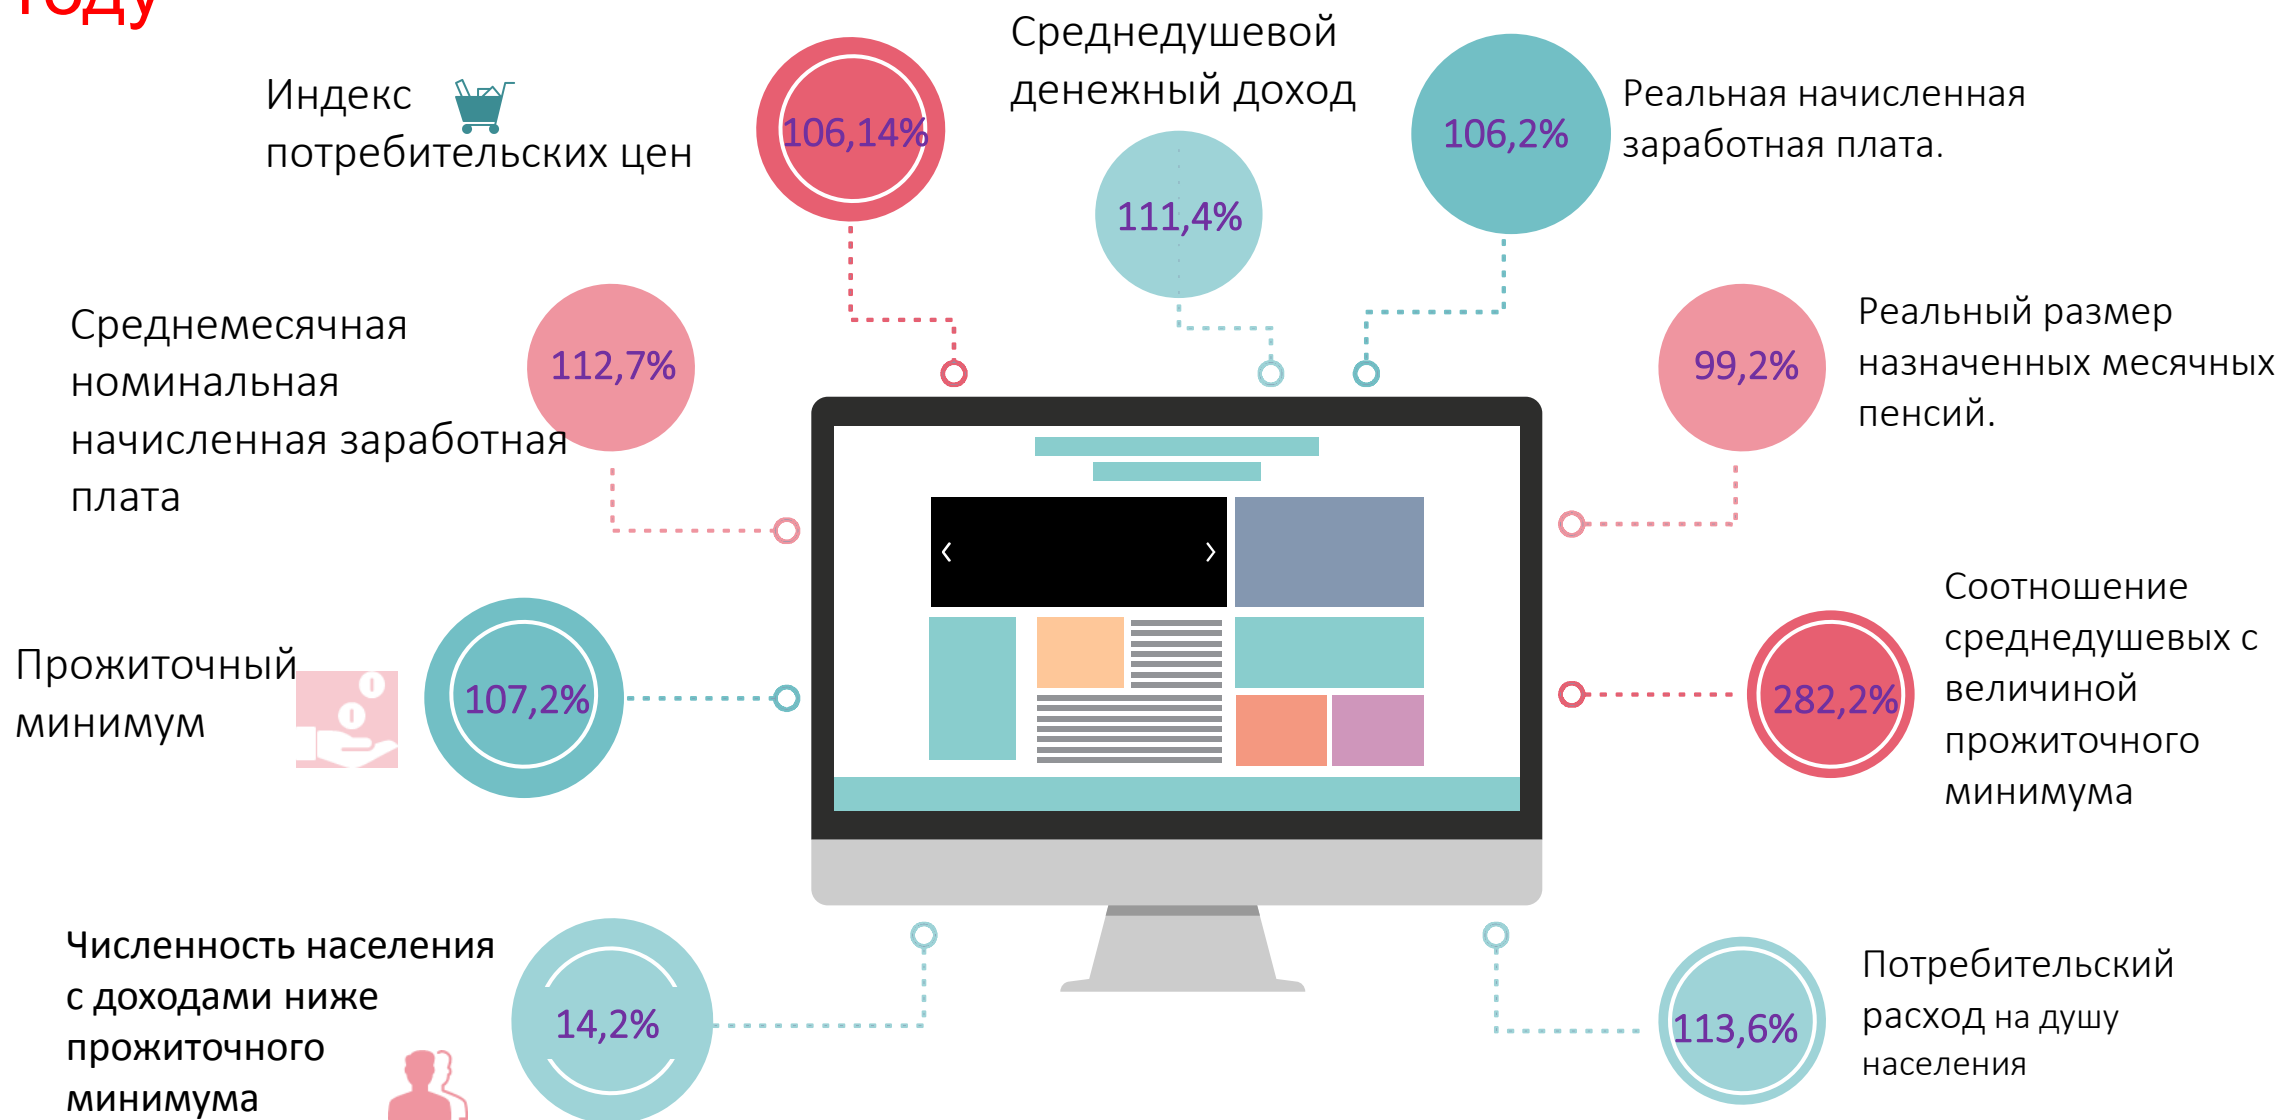 году
Индекс
потребительских цен
106,14%
Среднедушевой
денежный доход
111,4%
106,2%
Реальная начисленная
заработная плата.
Среднемесячная
номинальная
начисленная заработная
плата
112,7%
99,2%
Реальный размер
назначенных месячных
пенсий.
Прожиточный
минимум
107,2%
282,2%
Соотношение
среднедушевых с
величиной
прожиточного
минимума
Численность населения
с доходами ниже
прожиточного
минимума
14,2%
113,6%
Потребительский
расход на душу
населения